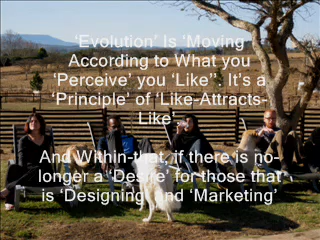 ‘Evolution’ Is ‘Moving
According to What you
‘Perceive’ you ‘Like’’. It's a
‘Principle’ of ‘Like-Attracts-
Like’.
And Within-that, if there is no-
longer a ‘Desire’ for those that
is ‘Designing’ and ‘Marketing’